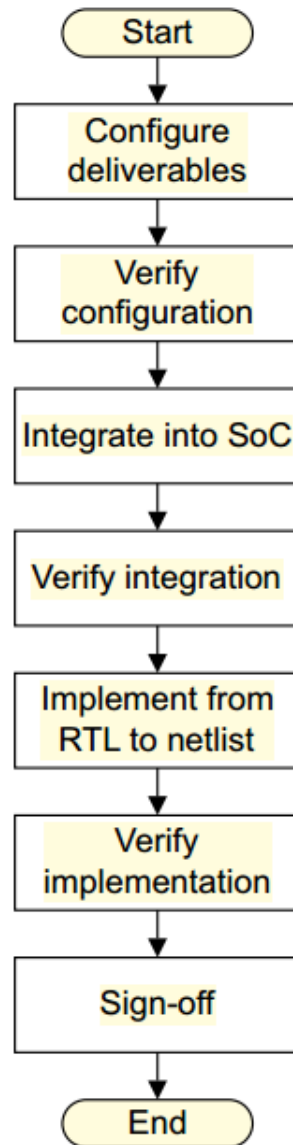 Start
Configure
deliverables
Verify
configuration
Integrate into SoC
Verify integration
Implement from
RTL to netlist
Verify
implementation
Sign-off
End